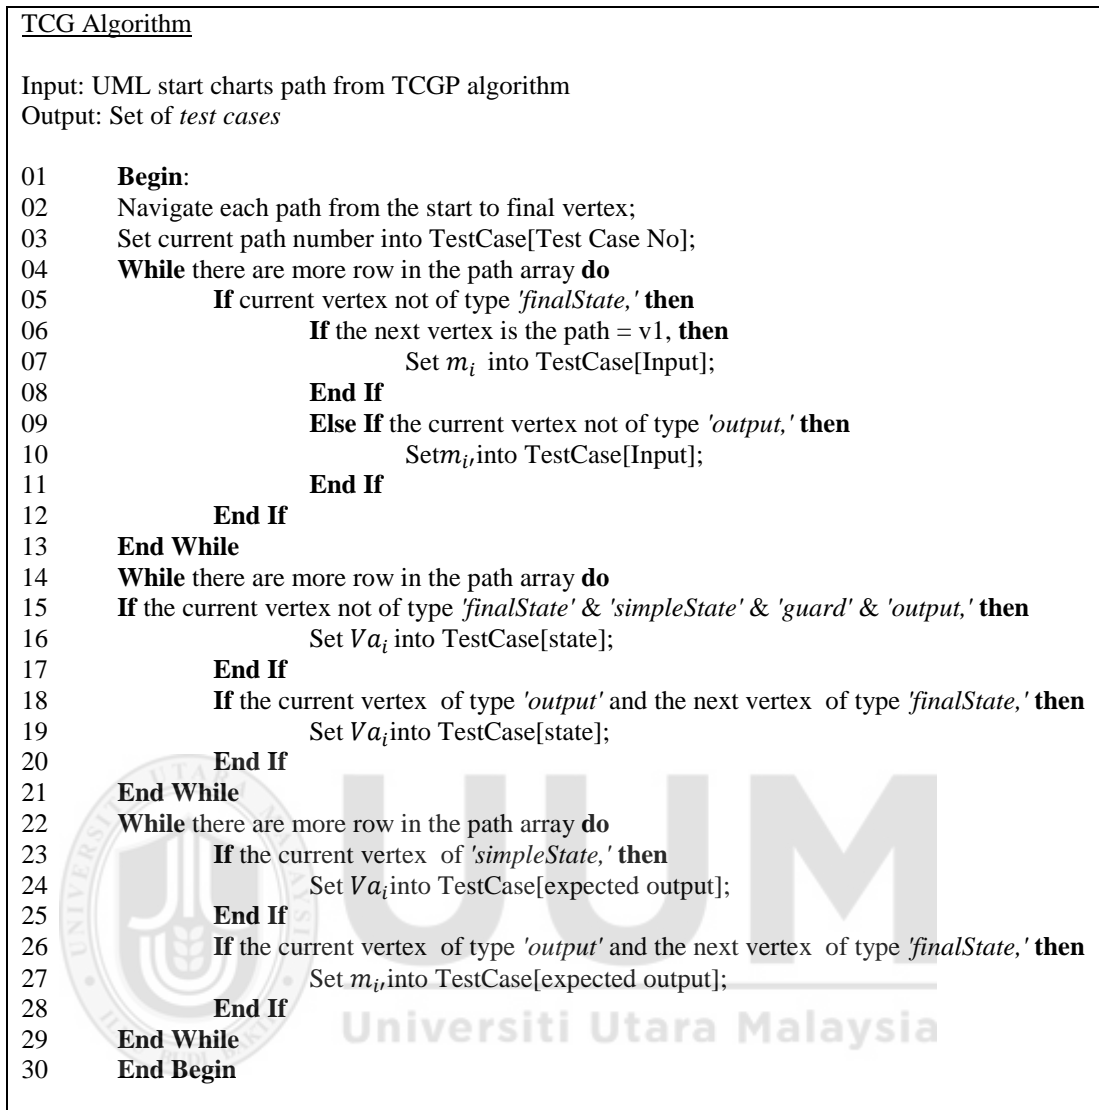 TCG Algorithm
Input: UML start charts path from TCGP algorithm
Output: Set of test cases
01 Begin:
02 Navigate each path from the start to final vertex;
03 Set current path number into TestCase[Test Case No];
04 While there are more row in the path array do
05 If current vertex not of type 'finalState,' then
06 If the next vertex is the path = v1, then
07 Set mᵢ into TestCase[Input];
08 End If
09 Else If the current vertex not of type 'output,' then
10 Setmᵢ′into TestCase[Input];
11 End If
12 End If
13 End While
14 While there are more row in the path array do
15 If the current vertex not of type 'finalState' & 'simpleState' & 'guard' & 'output,' then
16 Set Vaᵢ into TestCase[state];
17 End If
18 If the current vertex of type 'output' and the next vertex of type 'finalState,' then
19 Set Vaᵢinto TestCase[state];
20 End If
21 End While
22 While there are more row in the path array do
23 If the current vertex of 'simpleState,' then
24 Set Vaᵢinto TestCase[expected output];
25 End If
26 If the current vertex of type 'output' and the next vertex of type 'finalState,' then
27 Set mᵢ′into TestCase[expected output];
28 End If
29 End While
30 End Begin
UUM
Universiti Utara Malaysia